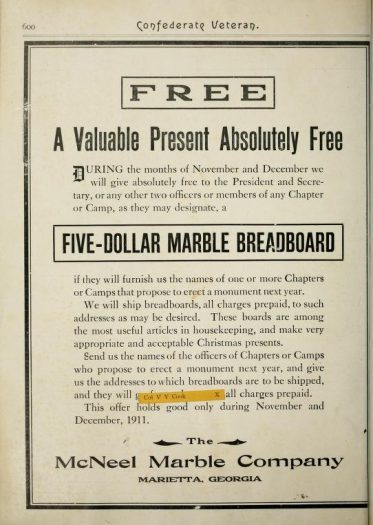 600
Confederate Veteran.
FREE
A Valuable Present Absolutely Free
DURING the months of November and December we
will give absolutely free to the President and Secre-
tary, or any other two officers or members of any Chapter
or Camp, as they may designate, a
FIVE-DOLLAR MARBLE BREADBOARD
if they will furnish us the names of one or more Chapters
or Camps that propose to erect a monument next year.
We will ship breadboards, all charges prepaid, to such
addresses as may be desired. These boards are among
the most useful articles in housekeeping, and make very
appropriate and acceptable Christmas presents.
Send us the names of the officers of Chapters or Camps
who propose to erect a monument next year, and give
us the addresses to which breadboards are to be shipped,
and they will all charges prepaid.
Col V Y Cook X
This offer holds good only during November and
December, 1911.
The
McNeel Marble Company
MARIETTA, GEORGIA